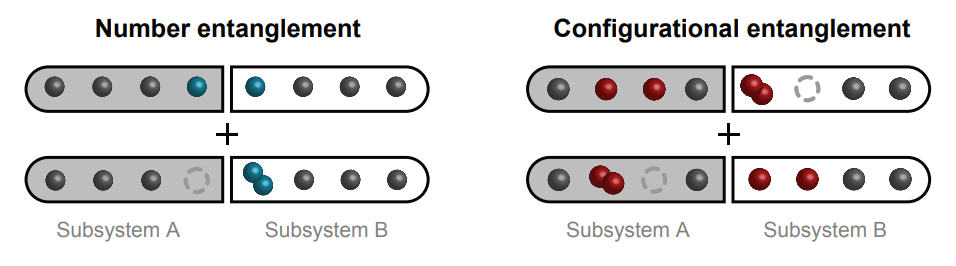 Number entanglement
Configurational entanglement
+
+
Subsystem A
Subsystem B
Subsystem A
Subsystem B